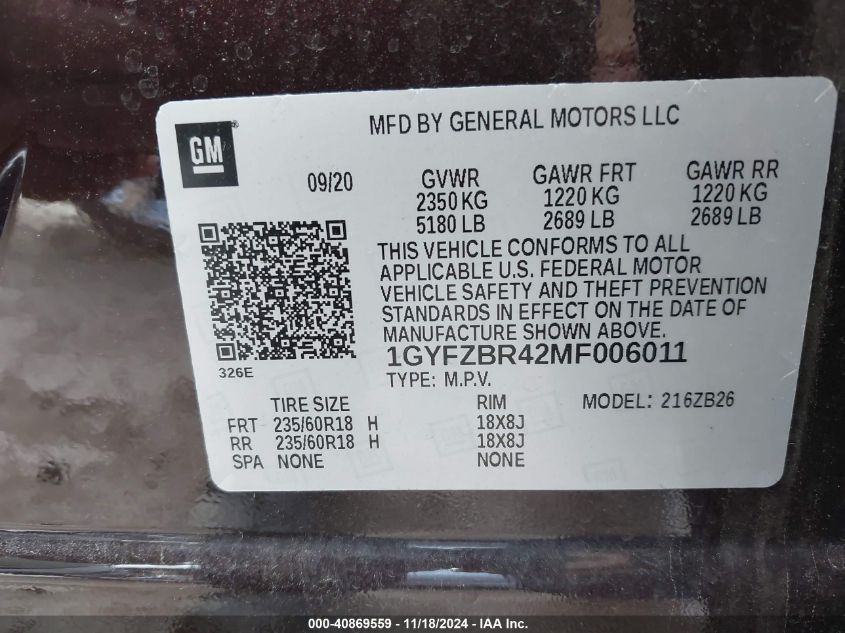 MFD BY GENERAL MOTORS LLC
GM®
09/20 GVWR GAWR FRT GAWR RR
2350 KG 1220 KG 1220 KG
5180 LB 2689 LB 2689 LB
THIS VEHICLE CONFORMS TO ALL
APPLICABLE U.S. FEDERAL MOTOR
VEHICLE SAFETY AND THEFT PREVENTION
STANDARDS IN EFFECT ON THE DATE OF
MANUFACTURE SHOWN ABOVE.
326E
1GYFZBR42MF006011
TYPE: M.P.V. MODEL: 216ZB26
TIRE SIZE RIM
FRT 235/60R18 H 18X8J
RR 235/60R18 H 18X8J
SPA NONE NONE
000-40869559 - 11/18/2024 - IAA Inc.